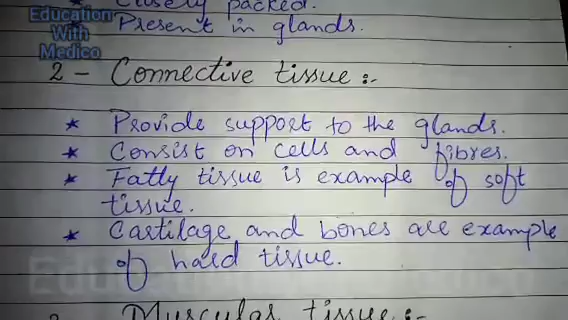 * Closely packed.
* Present in glands.
Education
With
Medico
2 - Connective tissue :-
* Provide support to the glands.
* Consist on cells and fibres.
* Fatty tissue is example of soft
tissue.
* Cartilage and bones are example
of hard tissue.
Muscular tissue :-